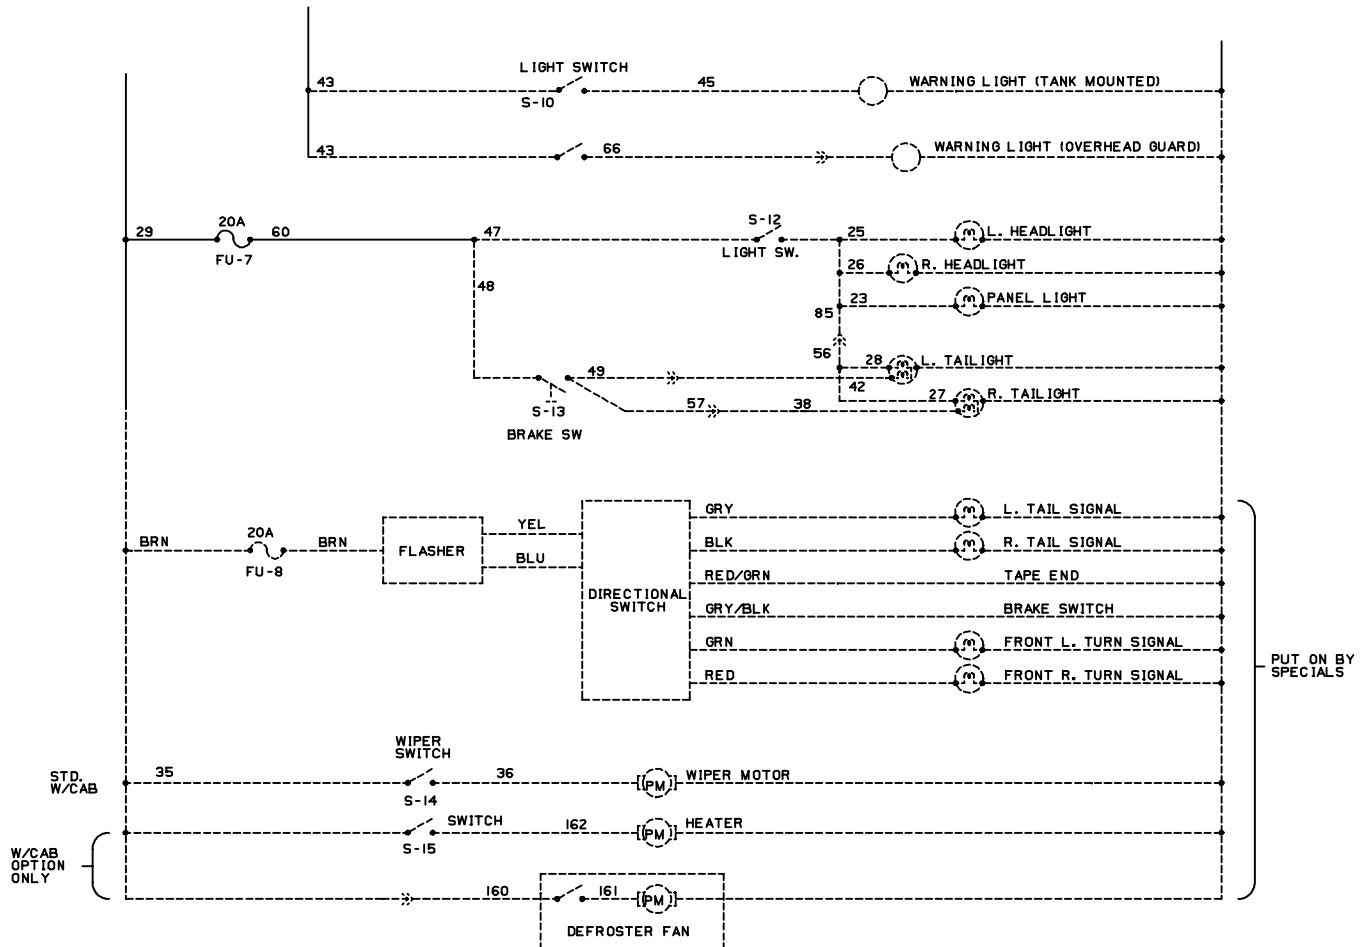 LIGHT SWITCH
43
S-10
45
WARNING LIGHT (TANK MOUNTED)
43
66
WARNING LIGHT (OVERHEAD GUARD)
29
20A
FU-7
60
47
S-12
LIGHT SW.
25
L. HEADLIGHT
26
R. HEADLIGHT
48
23
PANEL LIGHT
85
56
28
L. TAILIGHT
49
42
27
R. TAILIGHT
57
38
S-13
BRAKE SW
BRN
20A
FU-8
BRN
FLASHER
YEL
BLU
DIRECTIONAL
SWITCH
GRY
L. TAIL SIGNAL
BLK
R. TAIL SIGNAL
RED/GRN
TAPE END
GRY/BLK
BRAKE SWITCH
GRN
FRONT L. TURN SIGNAL
RED
FRONT R. TURN SIGNAL
PUT ON BY
SPECIALS
STD.
W/CAB
35
WIPER
SWITCH
S-14
36
PM
WIPER MOTOR
SWITCH
S-15
162
PM
HEATER
W/CAB
OPTION
ONLY
160
161
PM
DEFROSTER FAN